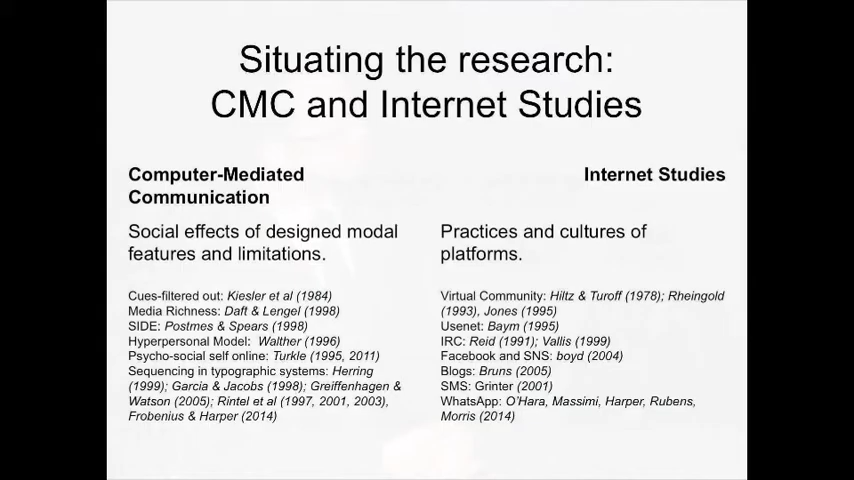 Situating the research:
CMC and Internet Studies
Computer-Mediated
Communication
Social effects of designed modal
features and limitations.
Cues-filtered out: Kiesler et al (1984)
Media Richness: Daft & Lengel (1998)
SIDE: Postmes & Spears (1998)
Hyperpersonal Model:  Walther (1996)
Psycho-social self online: Turkle (1995, 2011)
Sequencing in typographic systems: Herring
(1999); Garcia & Jacobs (1998); Greiffenhagen &
Watson (2005); Rintel et al (1997, 2001, 2003),
Frobenius & Harper (2014)
Internet Studies
Practices and cultures of
platforms.
Virtual Community: Hiltz & Turoff (1978); Rheingold
(1993), Jones (1995)
Usenet: Baym (1995)
IRC: Reid (1991); Vallis (1999)
Facebook and SNS: boyd (2004)
Blogs: Bruns (2005)
SMS: Grinter (2001)
WhatsApp: O'Hara, Massimi, Harper, Rubens,
Morris (2014)